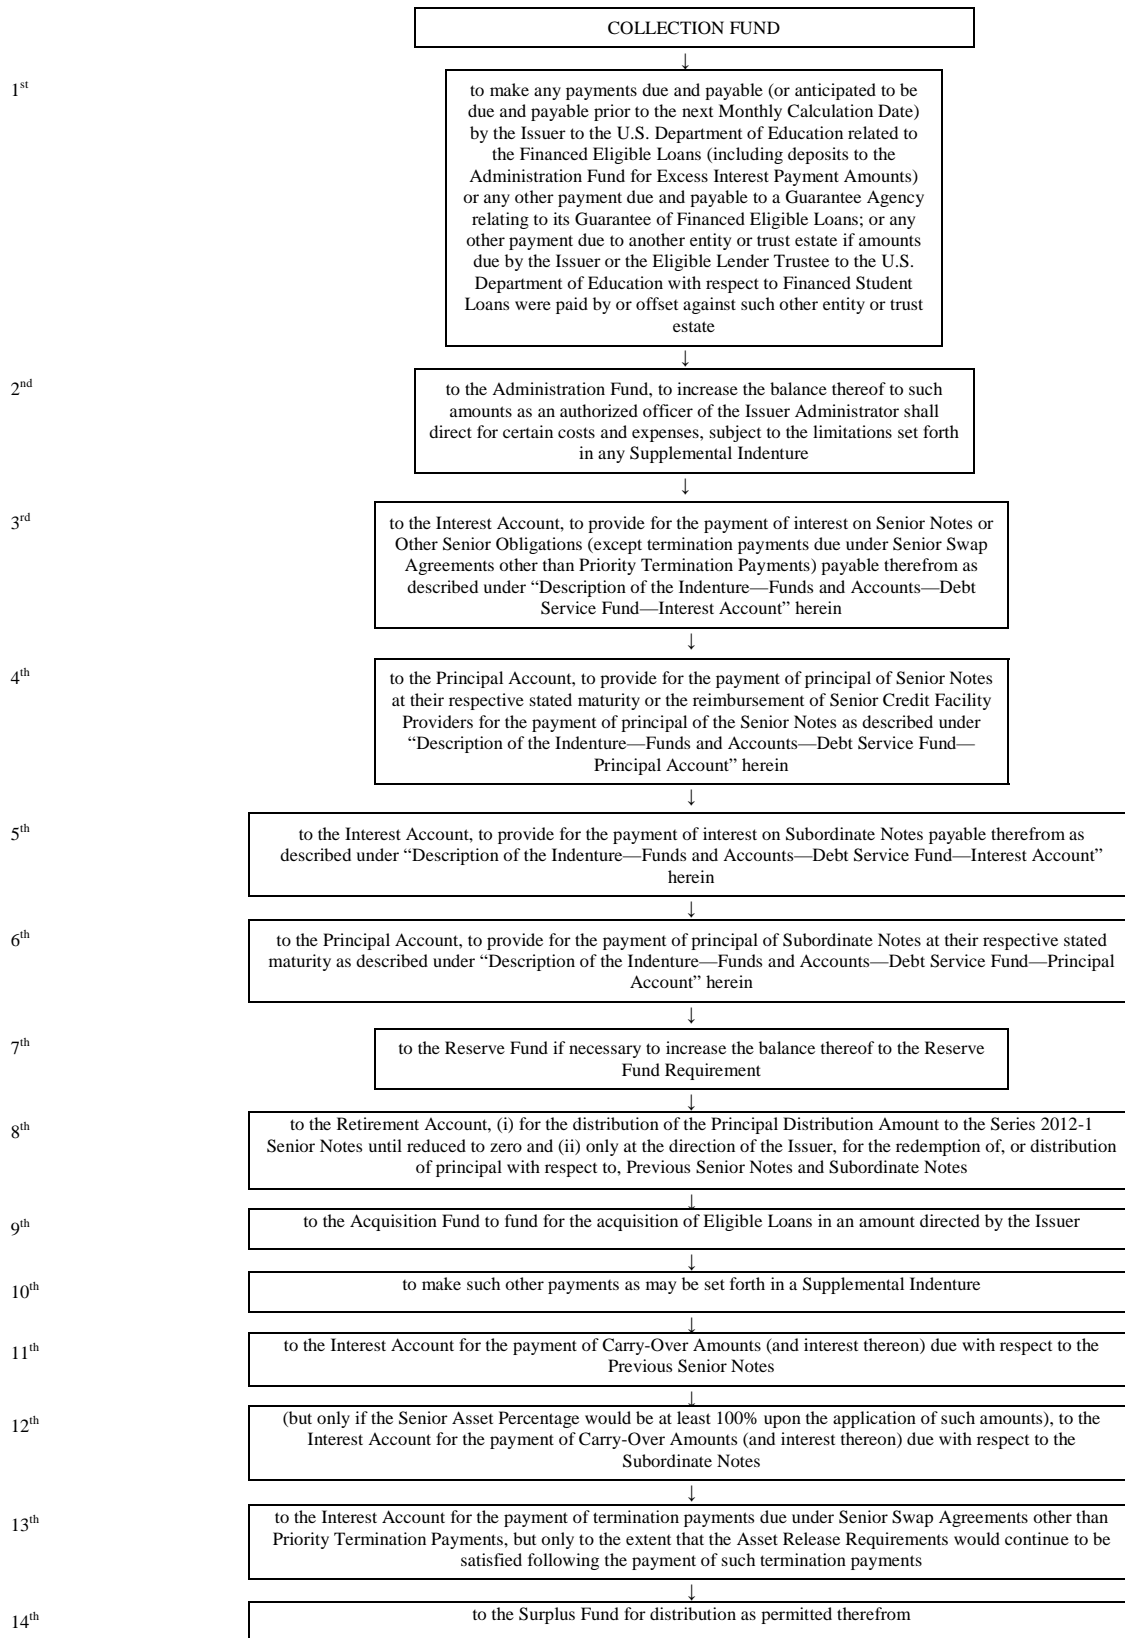 COLLECTION FUND
↓
1st
to make any payments due and payable (or anticipated to be
due and payable prior to the next Monthly Calculation Date)
by the Issuer to the U.S. Department of Education related to
the Financed Eligible Loans (including deposits to the
Administration Fund for Excess Interest Payment Amounts)
or any other payment due and payable to a Guarantee Agency
relating to its Guarantee of Financed Eligible Loans; or any
other payment due to another entity or trust estate if amounts
due by the Issuer or the Eligible Lender Trustee to the U.S.
Department of Education with respect to Financed Student
Loans were paid by or offset against such other entity or trust
estate
↓
2nd
to the Administration Fund, to increase the balance thereof to such
amounts as an authorized officer of the Issuer Administrator shall
direct for certain costs and expenses, subject to the limitations set forth
in any Supplemental Indenture
↓
3rd
to the Interest Account, to provide for the payment of interest on Senior Notes or
Other Senior Obligations (except termination payments due under Senior Swap
Agreements other than Priority Termination Payments) payable therefrom as
described under “Description of the Indenture—Funds and Accounts—Debt
Service Fund—Interest Account” herein
↓
4th
to the Principal Account, to provide for the payment of principal of Senior Notes
at their respective stated maturity or the reimbursement of Senior Credit Facility
Providers for the payment of principal of the Senior Notes as described under
“Description of the Indenture—Funds and Accounts—Debt Service Fund—
Principal Account” herein
↓
5th
to the Interest Account, to provide for the payment of interest on Subordinate Notes payable therefrom as
described under “Description of the Indenture—Funds and Accounts—Debt Service Fund—Interest Account”
herein
↓
6th
to the Principal Account, to provide for the payment of principal of Subordinate Notes at their respective stated
maturity as described under “Description of the Indenture—Funds and Accounts—Debt Service Fund—Principal
Account” herein
↓
7th
to the Reserve Fund if necessary to increase the balance thereof to the Reserve
Fund Requirement
↓
8th
to the Retirement Account, (i) for the distribution of the Principal Distribution Amount to the Series 2012-1
Senior Notes until reduced to zero and (ii) only at the direction of the Issuer, for the redemption of, or distribution
of principal with respect to, Previous Senior Notes and Subordinate Notes
↓
9th
to the Acquisition Fund to fund for the acquisition of Eligible Loans in an amount directed by the Issuer
↓
10th
to make such other payments as may be set forth in a Supplemental Indenture
↓
11th
to the Interest Account for the payment of Carry-Over Amounts (and interest thereon) due with respect to the
Previous Senior Notes
↓
12th
(but only if the Senior Asset Percentage would be at least 100% upon the application of such amounts), to the
Interest Account for the payment of Carry-Over Amounts (and interest thereon) due with respect to the
Subordinate Notes
↓
13th
to the Interest Account for the payment of termination payments due under Senior Swap Agreements other than
Priority Termination Payments, but only to the extent that the Asset Release Requirements would continue to be
satisfied following the payment of such termination payments
↓
14th
to the Surplus Fund for distribution as permitted therefrom